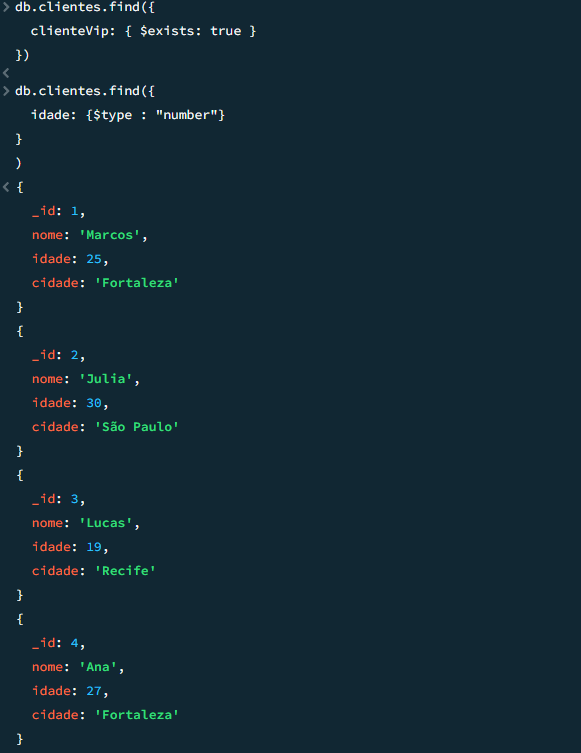 > db.clientes.find({
clienteVip: { $exists: true }
})
<
> db.clientes.find({
idade: {$type : "number"}
}
)
< {
_id: 1,
nome: 'Marcos',
idade: 25,
cidade: 'Fortaleza'
}
{
_id: 2,
nome: 'Julia',
idade: 30,
cidade: 'São Paulo'
}
{
_id: 3,
nome: 'Lucas',
idade: 19,
cidade: 'Recife'
}
{
_id: 4,
nome: 'Ana',
idade: 27,
cidade: 'Fortaleza'
}